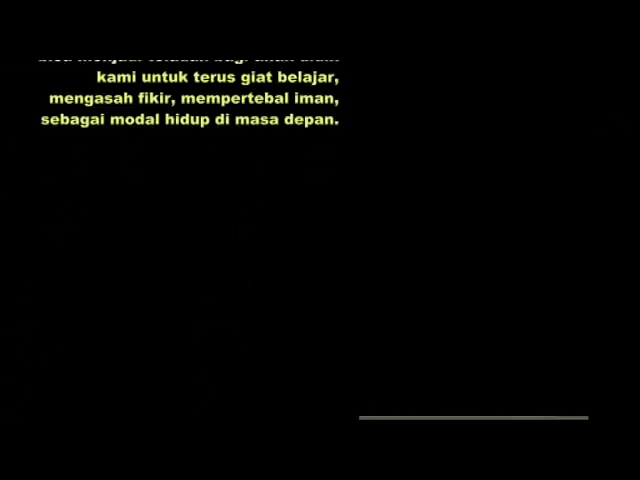 kami untuk terus giat belajar,
mengasah fikir, mempertebal iman,
sebagai modal hidup di masa depan.